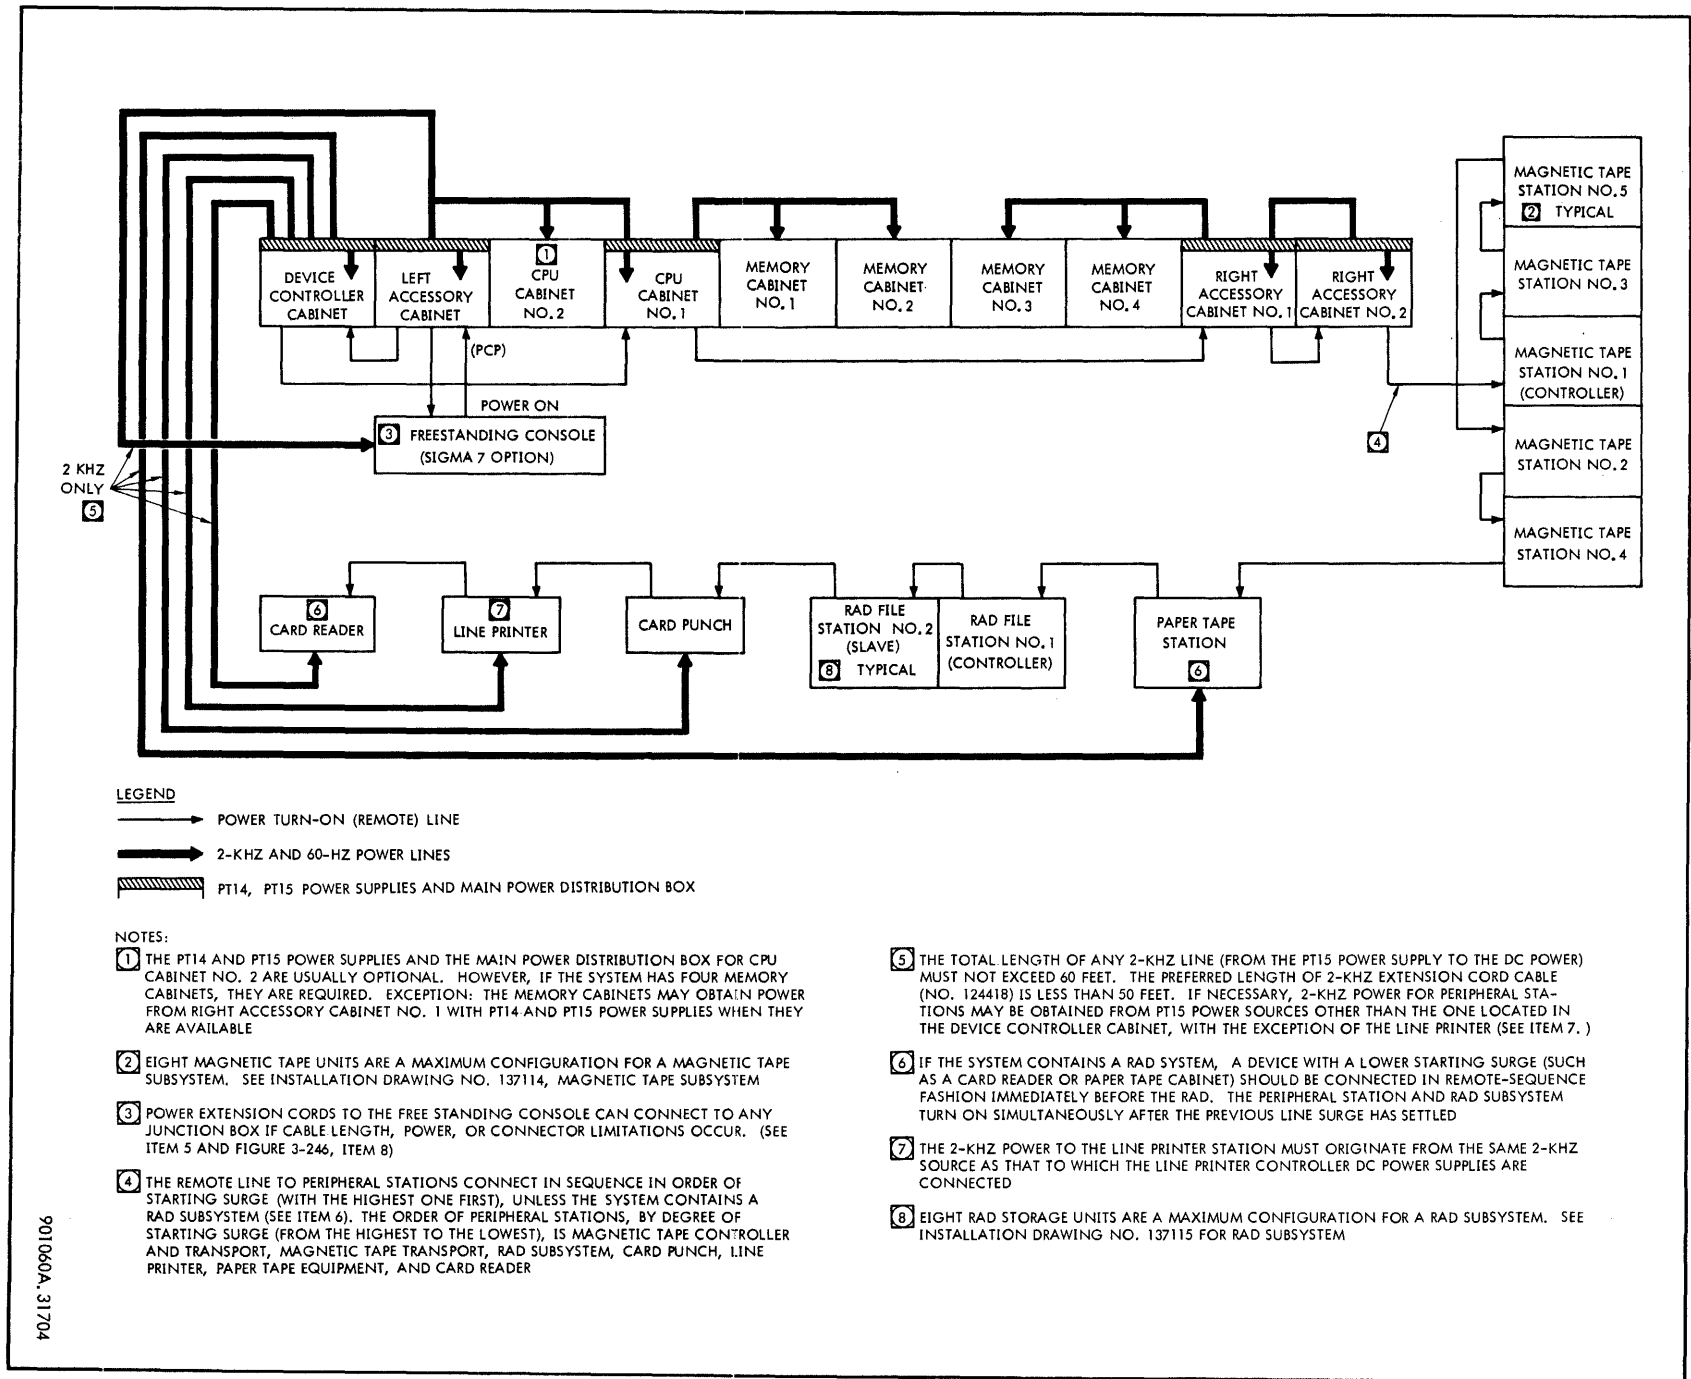 MAGNETIC TAPE
STATION NO.5
2 TYPICAL
MAGNETIC TAPE
STATION NO.3
MAGNETIC TAPE
STATION NO.1
(CONTROLLER)
MAGNETIC TAPE
STATION NO.2
MAGNETIC TAPE
STATION NO.4
DEVICE
CONTROLLER
CABINET
LEFT
ACCESSORY
CABINET
1
CPU
CABINET
NO.2
CPU
CABINET
NO.1
MEMORY
CABINET
NO.1
MEMORY
CABINET
NO.2
MEMORY
CABINET
NO.3
MEMORY
CABINET
NO.4
RIGHT
ACCESSORY
CABINET NO.1
RIGHT
ACCESSORY
CABINET NO.2
(PCP)
POWER ON
3 FREESTANDING CONSOLE
(SIGMA 7 OPTION)
4
2 KHZ
ONLY
5
6
CARD READER
7
LINE PRINTER
CARD PUNCH
RAD FILE
STATION NO.2
(SLAVE)
8 TYPICAL
RAD FILE
STATION NO.1
(CONTROLLER)
PAPER TAPE
STATION
6
LEGEND
POWER TURN-ON (REMOTE) LINE
2-KHZ AND 60-HZ POWER LINES
PT14, PT15 POWER SUPPLIES AND MAIN POWER DISTRIBUTION BOX
NOTES:
1 THE PT14 AND PT15 POWER SUPPLIES AND THE MAIN POWER DISTRIBUTION BOX FOR CPU
CABINET NO. 2 ARE USUALLY OPTIONAL. HOWEVER, IF THE SYSTEM HAS FOUR MEMORY
CABINETS, THEY ARE REQUIRED. EXCEPTION: THE MEMORY CABINETS MAY OBTAIN POWER
FROM RIGHT ACCESSORY CABINET NO. 1 WITH PT14 AND PT15 POWER SUPPLIES WHEN THEY
ARE AVAILABLE
2 EIGHT MAGNETIC TAPE UNITS ARE A MAXIMUM CONFIGURATION FOR A MAGNETIC TAPE
SUBSYSTEM. SEE INSTALLATION DRAWING NO. 137114, MAGNETIC TAPE SUBSYSTEM
3 POWER EXTENSION CORDS TO THE FREE STANDING CONSOLE CAN CONNECT TO ANY
JUNCTION BOX IF CABLE LENGTH, POWER, OR CONNECTOR LIMITATIONS OCCUR. (SEE
ITEM 5 AND FIGURE 3-246, ITEM 8)
4 THE REMOTE LINE TO PERIPHERAL STATIONS CONNECT IN SEQUENCE IN ORDER OF
STARTING SURGE (WITH THE HIGHEST ONE FIRST), UNLESS THE SYSTEM CONTAINS A
RAD SUBSYSTEM (SEE ITEM 6). THE ORDER OF PERIPHERAL STATIONS, BY DEGREE OF
STARTING SURGE (FROM THE HIGHEST TO THE LOWEST), IS MAGNETIC TAPE CONTROLLER
AND TRANSPORT, MAGNETIC TAPE TRANSPORT, RAD SUBSYSTEM, CARD PUNCH, LINE
PRINTER, PAPER TAPE EQUIPMENT, AND CARD READER
5 THE TOTAL LENGTH OF ANY 2-KHZ LINE (FROM THE PT15 POWER SUPPLY TO THE DC POWER)
MUST NOT EXCEED 60 FEET. THE PREFERRED LENGTH OF 2-KHZ EXTENSION CORD CABLE
(NO. 124418) IS LESS THAN 50 FEET. IF NECESSARY, 2-KHZ POWER FOR PERIPHERAL STA-
TIONS MAY BE OBTAINED FROM PT15 POWER SOURCES OTHER THAN THE ONE LOCATED IN
THE DEVICE CONTROLLER CABINET, WITH THE EXCEPTION OF THE LINE PRINTER (SEE ITEM 7. )
6 IF THE SYSTEM CONTAINS A RAD SYSTEM, A DEVICE WITH A LOWER STARTING SURGE (SUCH
AS A CARD READER OR PAPER TAPE CABINET) SHOULD BE CONNECTED IN REMOTE-SEQUENCE
FASHION IMMEDIATELY BEFORE THE RAD. THE PERIPHERAL STATION AND RAD SUBSYSTEM
TURN ON SIMULTANEOUSLY AFTER THE PREVIOUS LINE SURGE HAS SETTLED
7 THE 2-KHZ POWER TO THE LINE PRINTER STATION MUST ORIGINATE FROM THE SAME 2-KHZ
SOURCE AS THAT TO WHICH THE LINE PRINTER CONTROLLER DC POWER SUPPLIES ARE
CONNECTED
8 EIGHT RAD STORAGE UNITS ARE A MAXIMUM CONFIGURATION FOR A RAD SUBSYSTEM. SEE
INSTALLATION DRAWING NO. 137115 FOR RAD SUBSYSTEM
901060A.31704